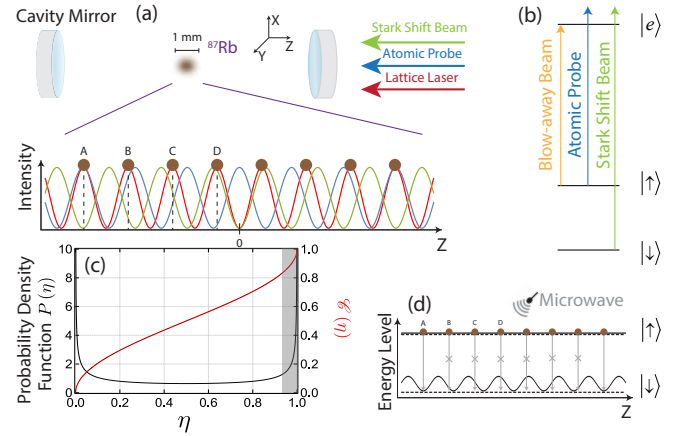 Cavity Mirror
(a)
1 mm
⁸⁷Rb
X
Z
Y
Stark Shift Beam
Atomic Probe
Lattice Laser
A B C D
Intensity
0
Z
(b)
|e⟩
Blow-away Beam
Atomic Probe
Stark Shift Beam
|↑⟩
|↓⟩
(c)
Probability Density
Function P(η)
10
8
6
4
2
0
0.0 0.2 0.4 0.6 0.8 1.0
η
1.0
0.8
0.6
0.4
0.2
0.0
𝒞(η)
(d)
Microwave
A B C D
|↑⟩
Energy Level
|↓⟩
Z